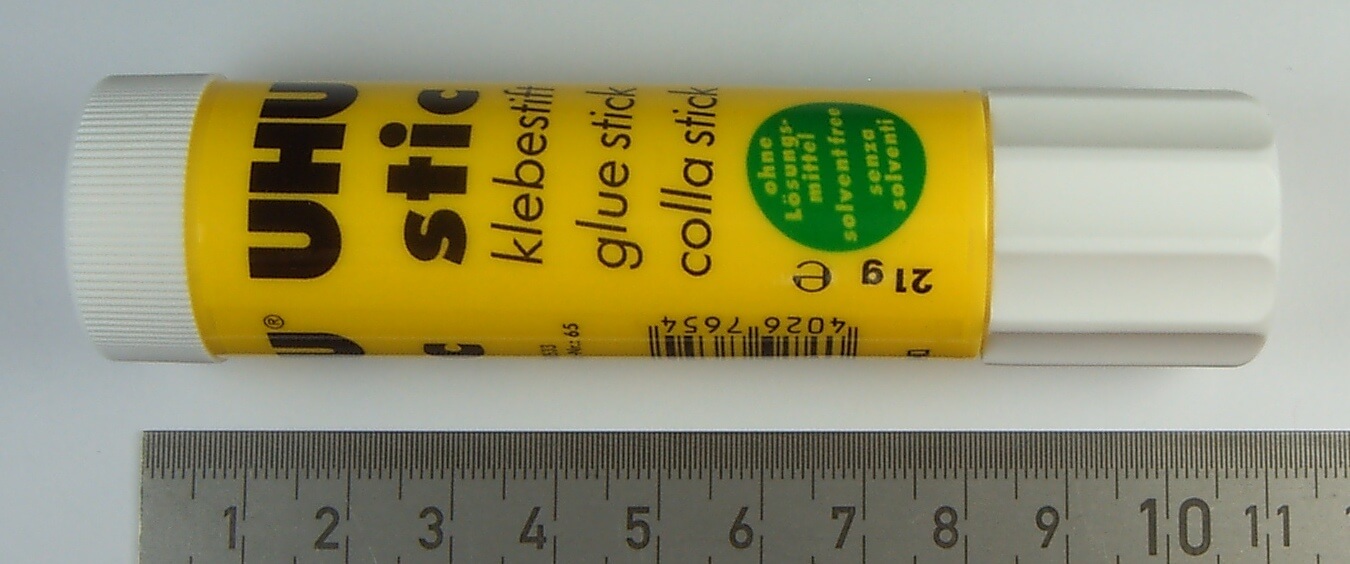 UHU
stic
klebestift
glue stick
colla stick
ohne
Lösungs-
mittel
solvent free
senza
solventi
21 g ℮
4026 7654
®
65
1 2 3 4 5 6 7 8 9 10 11